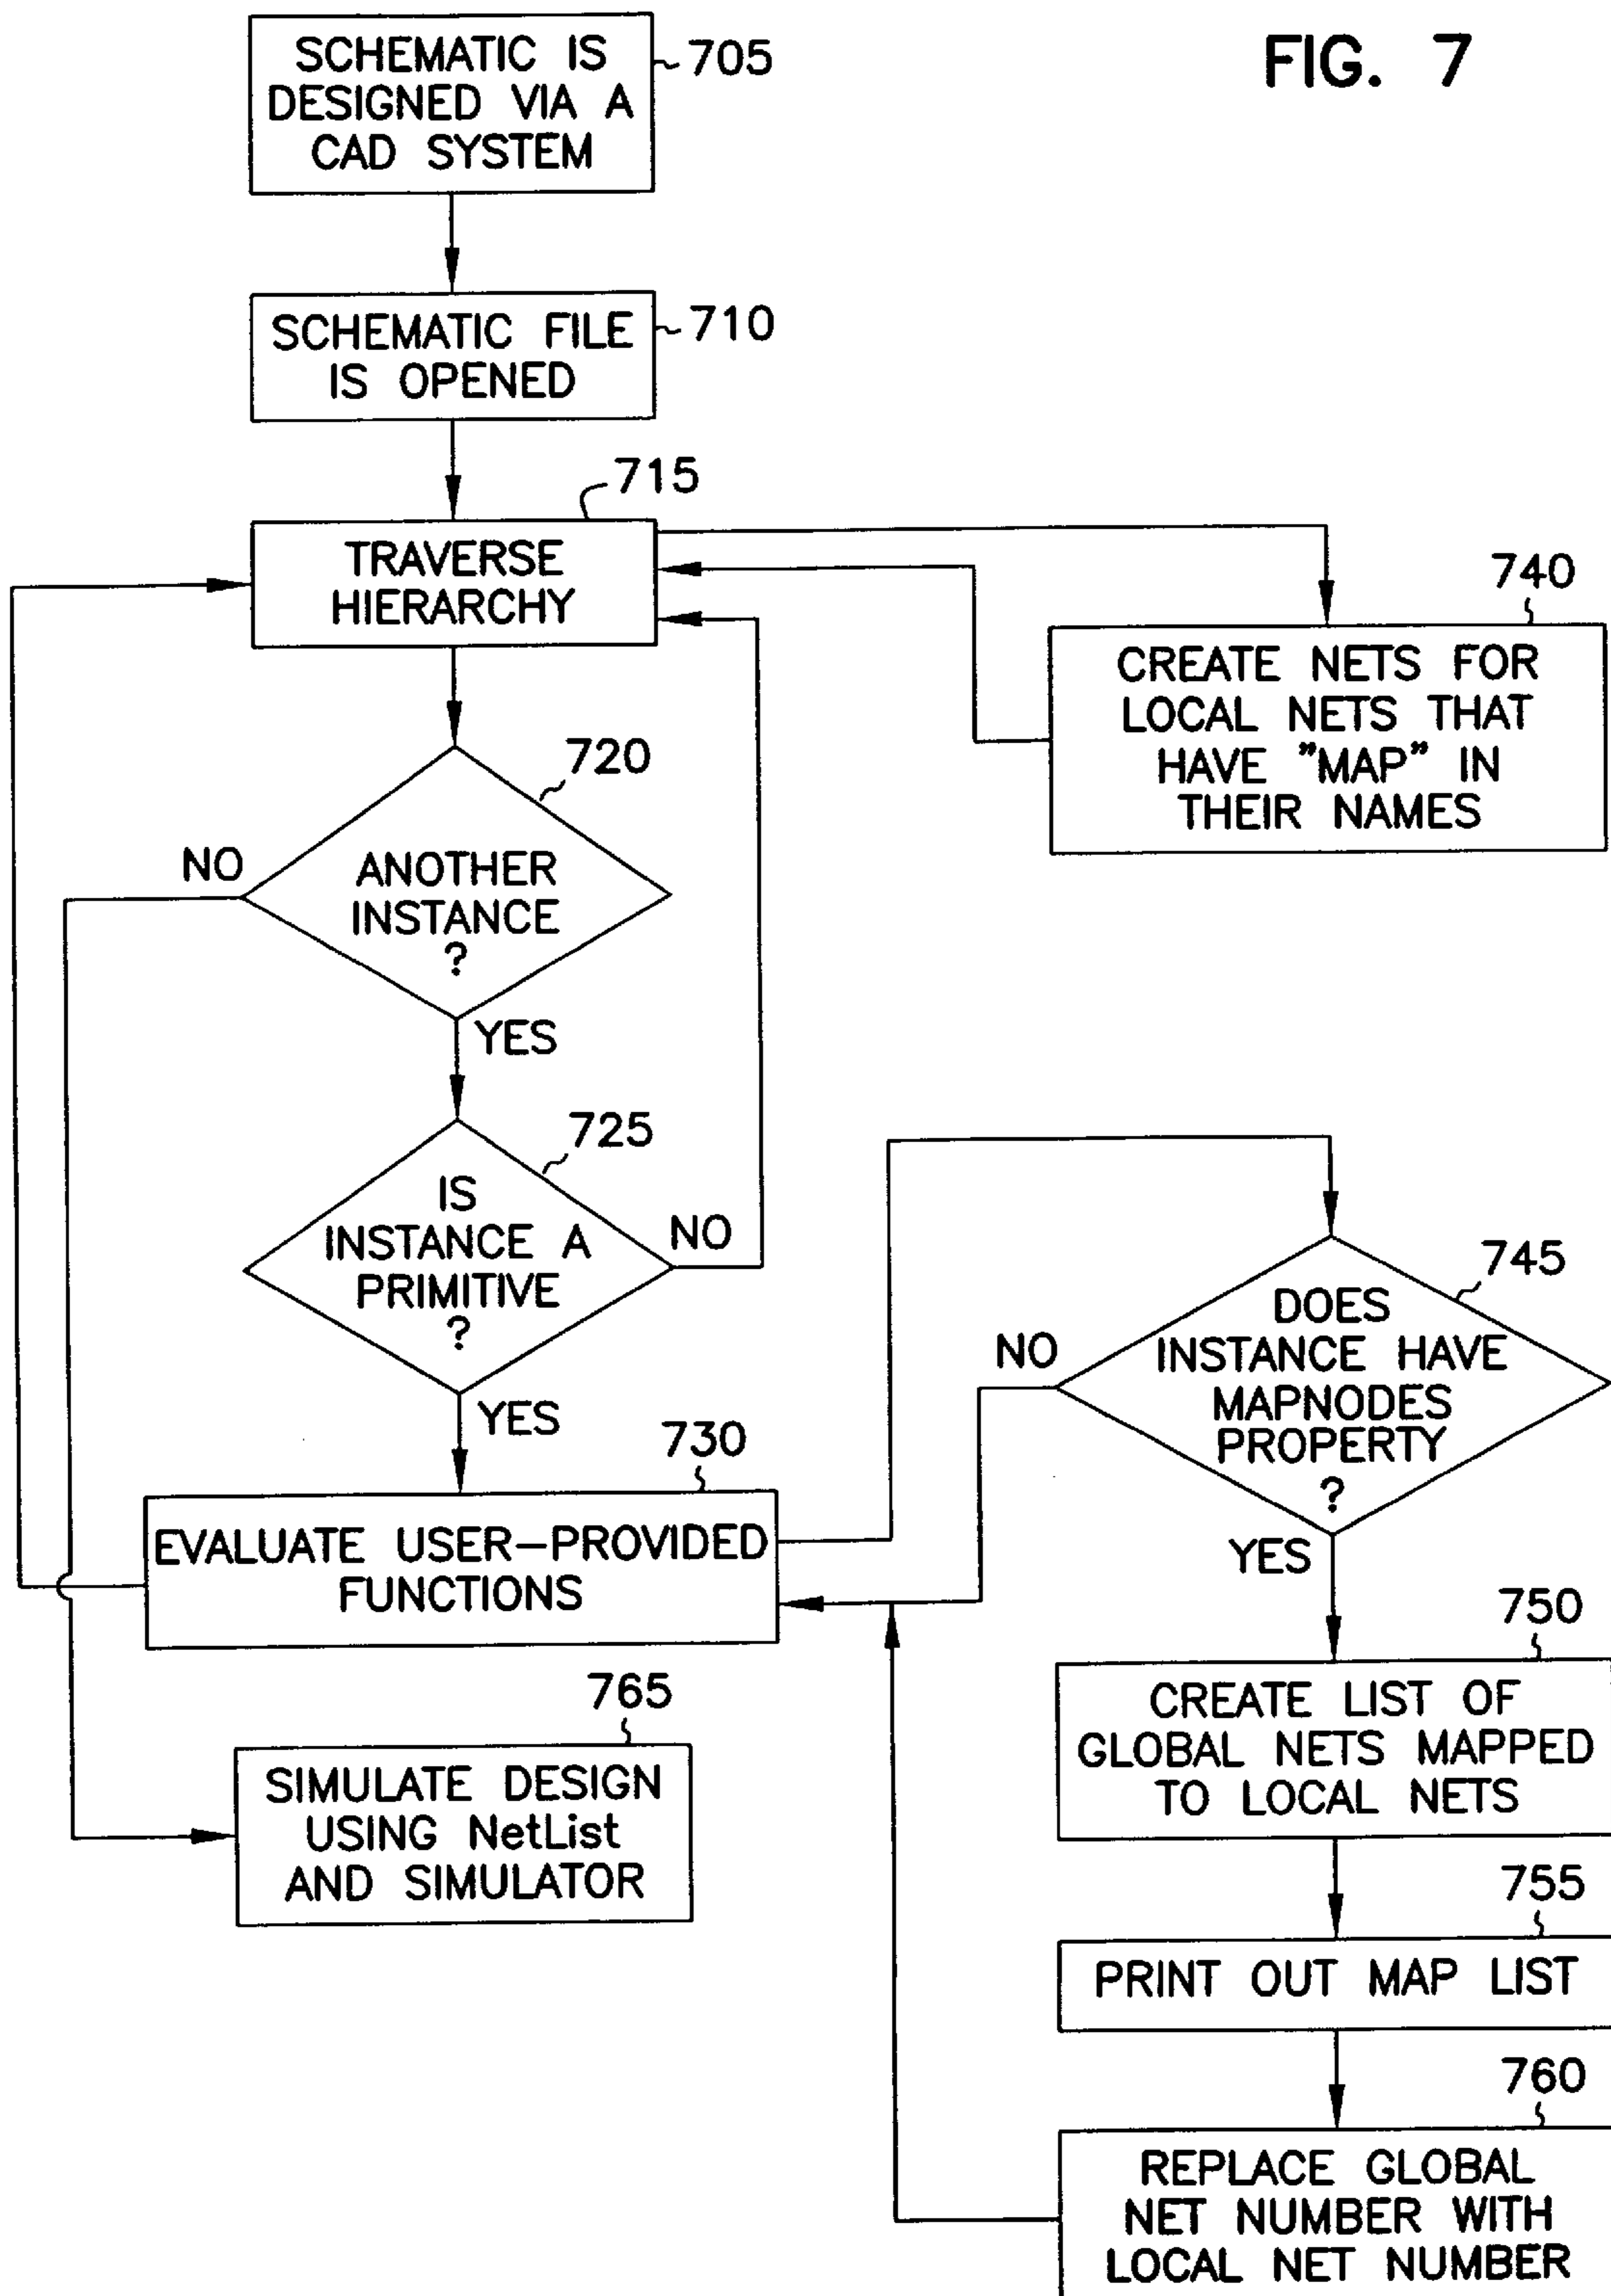 FIG. 7
SCHEMATIC IS
DESIGNED VIA A
CAD SYSTEM
705
SCHEMATIC FILE
IS OPENED
710
715
TRAVERSE
HIERARCHY
740
CREATE NETS FOR
LOCAL NETS THAT
HAVE "MAP" IN
THEIR NAMES
720
NO
ANOTHER
INSTANCE
?
YES
725
IS
INSTANCE A
PRIMITIVE
?
NO
YES
745
DOES
INSTANCE HAVE
MAPNODES
PROPERTY
?
NO
YES
730
EVALUATE USER-PROVIDED
FUNCTIONS
750
CREATE LIST OF
GLOBAL NETS MAPPED
TO LOCAL NETS
765
SIMULATE DESIGN
USING NetList
AND SIMULATOR
755
PRINT OUT MAP LIST
760
REPLACE GLOBAL
NET NUMBER WITH
LOCAL NET NUMBER